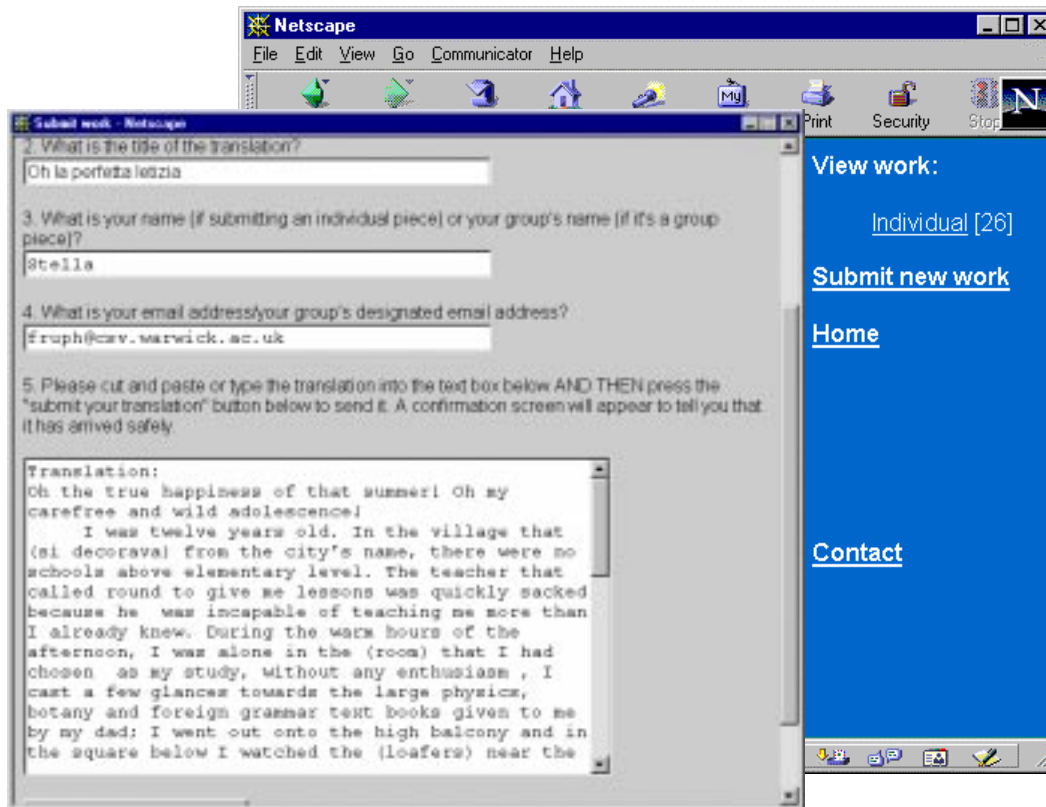 Netscape
File Edit View Go Communicator Help
My
Print Security Stop
N
Submit work - Netscape
2. What is the title of the translation?
Oh la perfetta letizia
3. What is your name (if submitting an individual piece) or your group's name (if it's a group
piece)?
Stella
4. What is your email address/your group's designated email address?
fruph@csv.warwick.ac.uk
5. Please cut and paste or type the translation into the text box below AND THEN press the
"submit your translation" button below to send it. A confirmation screen will appear to tell you that
it has arrived safely.
Translation:
Oh the true happiness of that summer! Oh my
carefree and wild adolescence!
I was twelve years old. In the village that
(si decorava) from the city's name, there were no
schools above elementary level. The teacher that
called round to give me lessons was quickly sacked
because he was incapable of teaching me more than
I already knew. During the warm hours of the
afternoon, I was alone in the (room) that I had
chosen as my study, without any enthusiasm , I
cast a few glances towards the large physics,
botany and foreign grammar text books given to me
by my dad; I went out onto the high balcony and in
the square below I watched the (loafers) near the
View work:
Individual [26]
Submit new work
Home
Contact